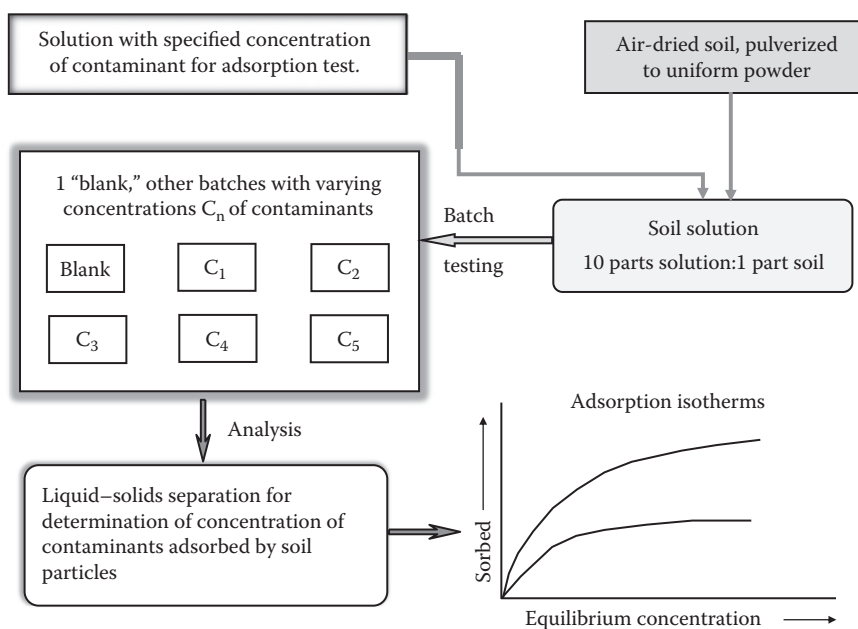 Solution with specified concentration
of contaminant for adsorption test.
Air-dried soil, pulverized
to uniform powder
1 “blank,” other batches with varying
concentrations Cn of contaminants
Blank
C1
C2
C3
C4
C5
Batch
testing
Soil solution
10 parts solution:1 part soil
Analysis
Liquid–solids separation for
determination of concentration of
contaminants adsorbed by soil
particles
Adsorption isotherms
Sorbed
Equilibrium concentration